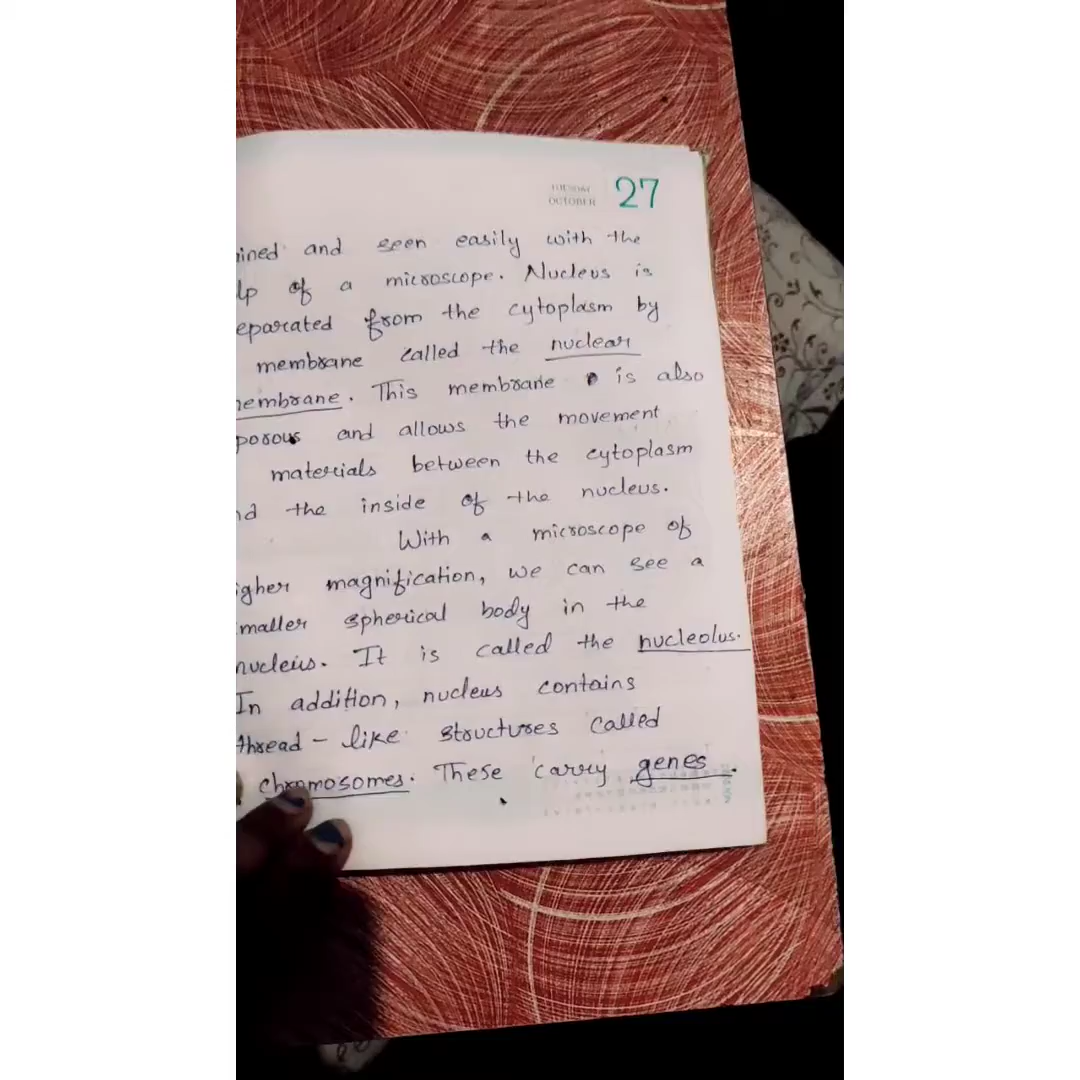 TUESDAY
OCTOBER 27
ined and seen easily with the
lp of a microscope. Nucleus is
eparated from the cytoplasm by
membrane called the nuclear
embrane. This membrane is also
porous and allows the movement
materials between the cytoplasm
nd the inside of the nucleus.
With a microscope of
igher magnification, we can see a
maller spherical body in the
nucleus. It is called the nucleolus.
In addition, nucleus contains
thread - like structures called
chromosomes. These carry genes.